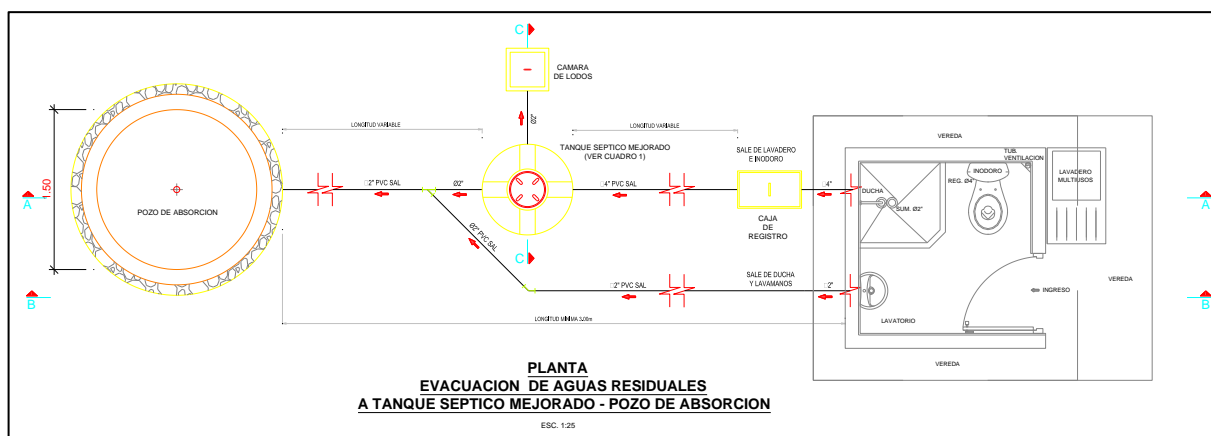 C
CAMARA
DE LODOS
Ø2"
LONGITUD VARIABLE
LONGITUD VARIABLE
TANQUE SEPTICO MEJORADO
(VER CUADRO 1)
SALE DE LAVADERO
E INODORO
VEREDA
TUB.
VENTILACION
INODORO
REG. Ø4"
LAVADERO
MULTIUSOS
1.50
A
□2" PVC SAL
Ø2"
□4" PVC SAL
□4"
DUCHA
SUM. Ø2"
A
POZO DE ABSORCION
CAJA
DE
REGISTRO
Ø2" PVC SAL
C
B
□2" PVC SAL
SALE DE DUCHA
Y LAVAMANOS
□2"
INGRESO
VEREDA
B
LONGITUD MINIMA 3.00m
LAVATORIO
VEREDA
PLANTA
EVACUACION DE AGUAS RESIDUALES
A TANQUE SEPTICO MEJORADO - POZO DE ABSORCION
ESC. 1:25